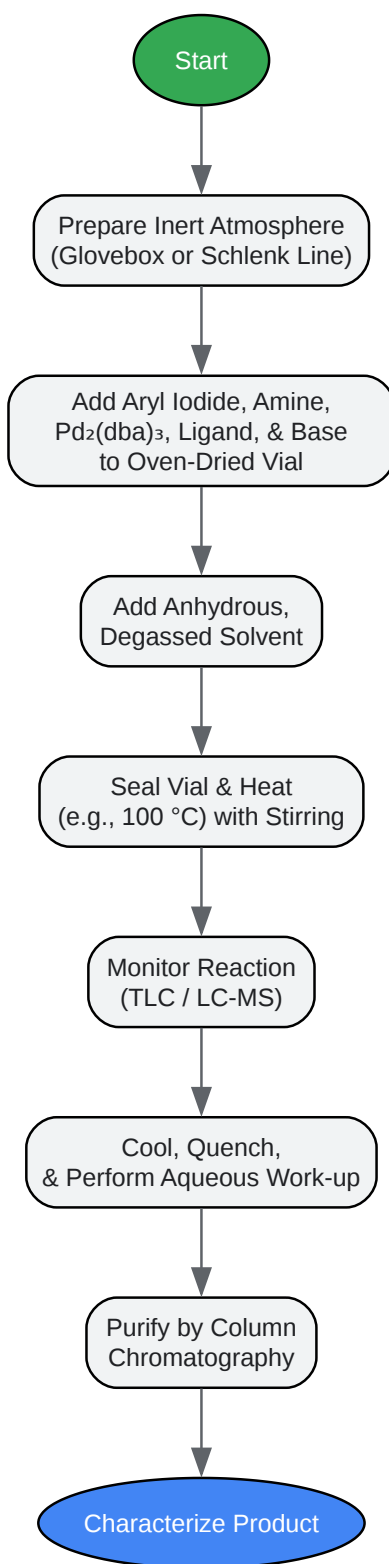 Start
Prepare Inert Atmosphere
(Glovebox or Schlenk Line)
Add Aryl Iodide, Amine,
Pd₂(dba)₃, Ligand, & Base
to Oven-Dried Vial
Add Anhydrous,
Degassed Solvent
Seal Vial & Heat
(e.g., 100 °C) with Stirring
Monitor Reaction
(TLC / LC-MS)
Cool, Quench,
& Perform Aqueous Work-up
Purify by Column
Chromatography
Characterize Product